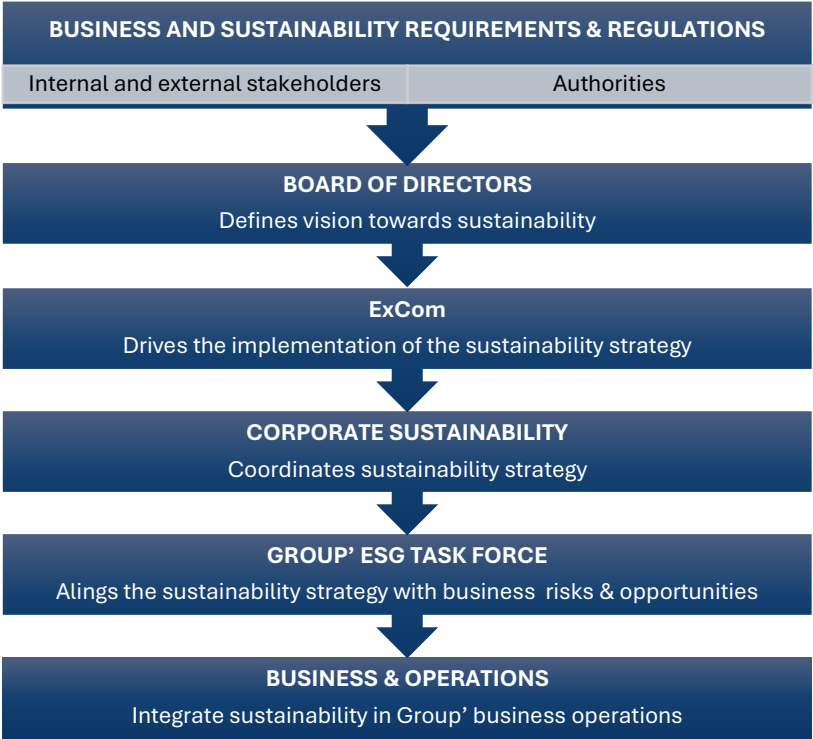 BUSINESS AND SUSTAINABILITY REQUIREMENTS & REGULATIONS
Internal and external stakeholders
Authorities
BOARD OF DIRECTORS
Defines vision towards sustainability
ExCom
Drives the implementation of the sustainability strategy
CORPORATE SUSTAINABILITY
Coordinates sustainability strategy
GROUP’ ESG TASK FORCE
Alings the sustainability strategy with business risks & opportunities
BUSINESS & OPERATIONS
Integrate sustainability in Group’ business operations